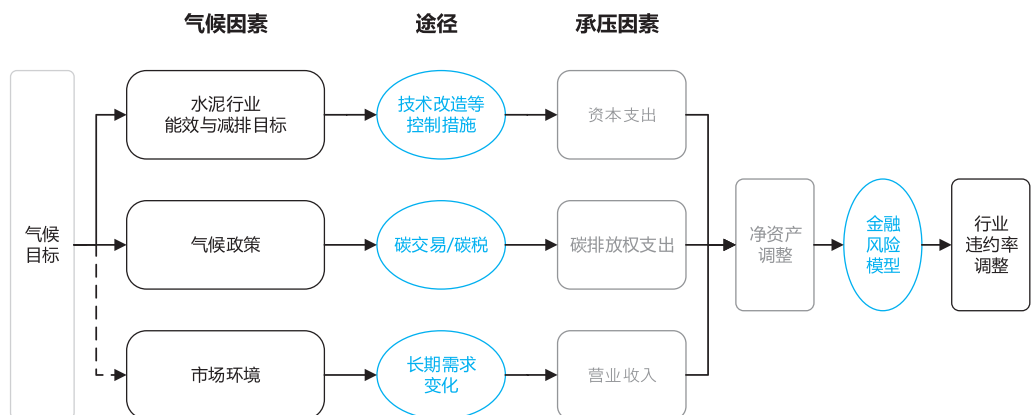 气候因素
途径
承压因素
气候
目标
水泥行业
能效与减排目标
技术改造等
控制措施
资本支出
气候政策
碳交易/碳税
碳排放权支出
市场环境
长期需求
变化
营业收入
净资产
调整
金融
风险
模型
行业
违约率
调整